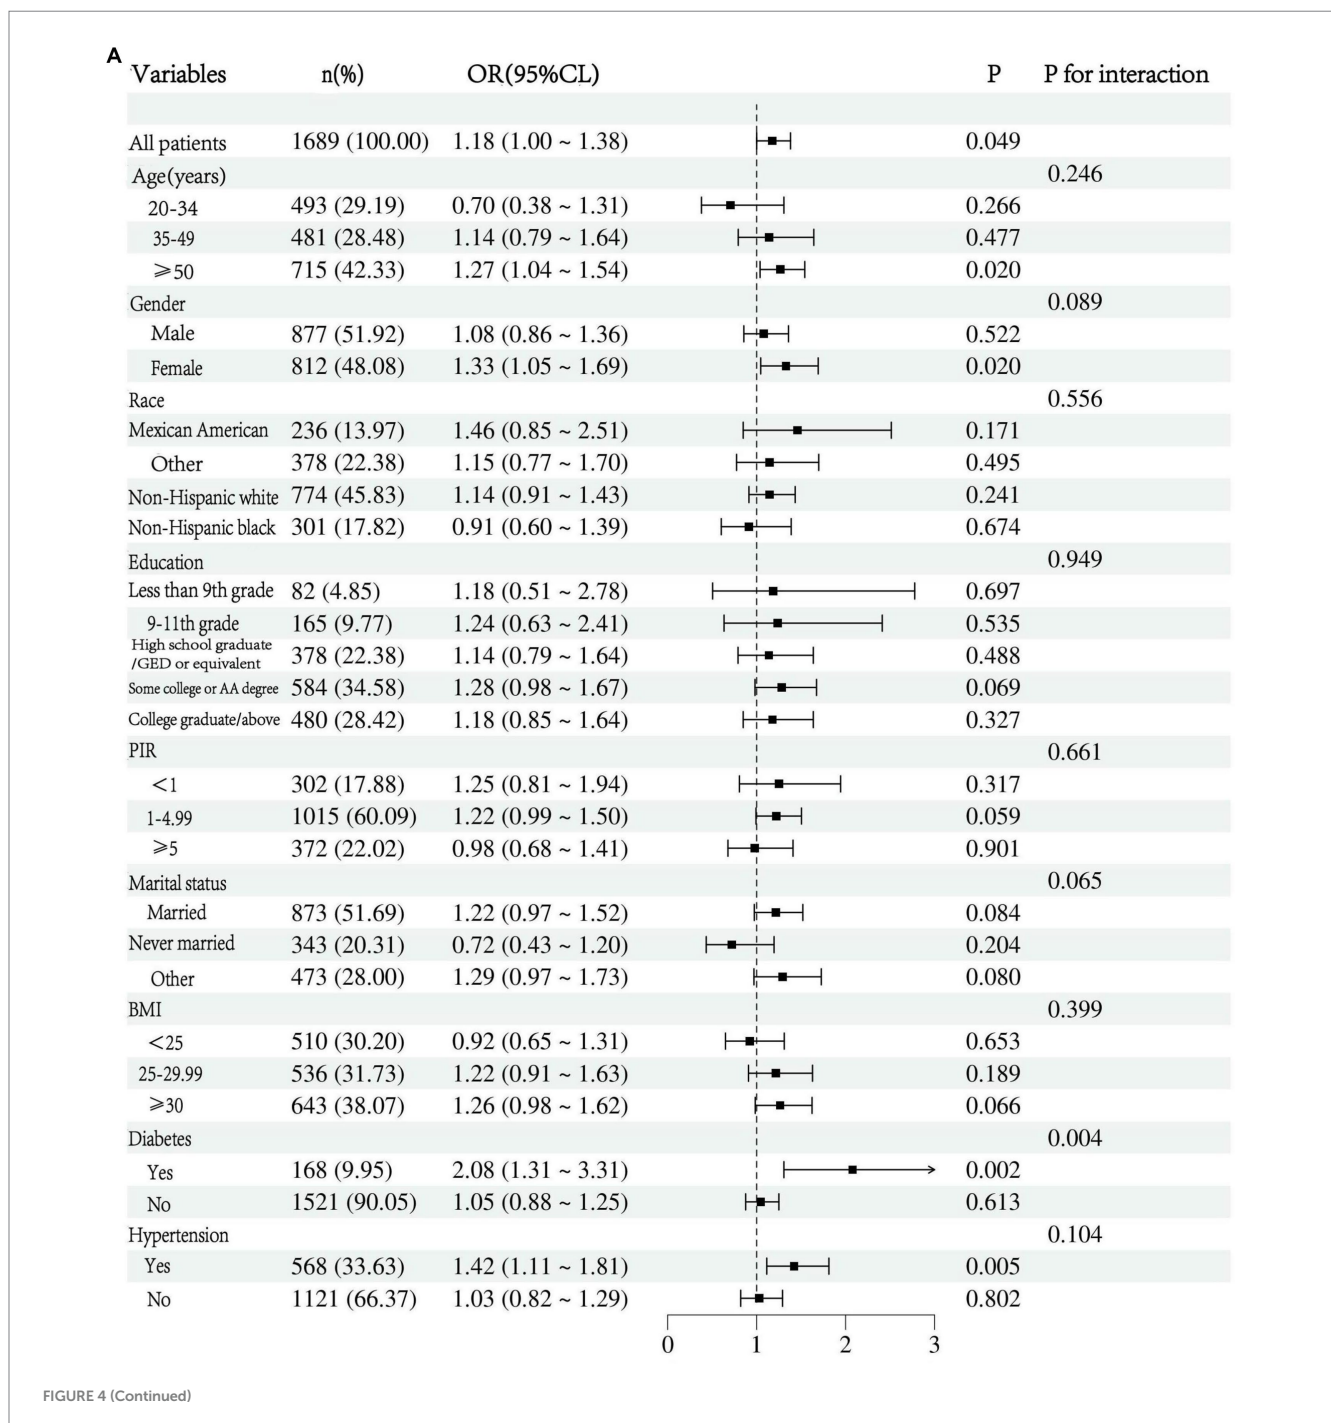 A
Variables n(%) OR(95%CL) P P for interaction
All patients 1689 (100.00) 1.18 (1.00 ~ 1.38) 0.049
Age(years) 0.246
20-34 493 (29.19) 0.70 (0.38 ~ 1.31) 0.266
35-49 481 (28.48) 1.14 (0.79 ~ 1.64) 0.477
⩾50 715 (42.33) 1.27 (1.04 ~ 1.54) 0.020
Gender 0.089
Male 877 (51.92) 1.08 (0.86 ~ 1.36) 0.522
Female 812 (48.08) 1.33 (1.05 ~ 1.69) 0.020
Race 0.556
Mexican American 236 (13.97) 1.46 (0.85 ~ 2.51) 0.171
Other 378 (22.38) 1.15 (0.77 ~ 1.70) 0.495
Non-Hispanic white 774 (45.83) 1.14 (0.91 ~ 1.43) 0.241
Non-Hispanic black 301 (17.82) 0.91 (0.60 ~ 1.39) 0.674
Education 0.949
Less than 9th grade 82 (4.85) 1.18 (0.51 ~ 2.78) 0.697
9-11th grade 165 (9.77) 1.24 (0.63 ~ 2.41) 0.535
High school graduate
/GED or equivalent 378 (22.38) 1.14 (0.79 ~ 1.64) 0.488
Some college or AA degree 584 (34.58) 1.28 (0.98 ~ 1.67) 0.069
College graduate/above 480 (28.42) 1.18 (0.85 ~ 1.64) 0.327
PIR 0.661
<1 302 (17.88) 1.25 (0.81 ~ 1.94) 0.317
1-4.99 1015 (60.09) 1.22 (0.99 ~ 1.50) 0.059
⩾5 372 (22.02) 0.98 (0.68 ~ 1.41) 0.901
Marital status 0.065
Married 873 (51.69) 1.22 (0.97 ~ 1.52) 0.084
Never married 343 (20.31) 0.72 (0.43 ~ 1.20) 0.204
Other 473 (28.00) 1.29 (0.97 ~ 1.73) 0.080
BMI 0.399
<25 510 (30.20) 0.92 (0.65 ~ 1.31) 0.653
25-29.99 536 (31.73) 1.22 (0.91 ~ 1.63) 0.189
⩾30 643 (38.07) 1.26 (0.98 ~ 1.62) 0.066
Diabetes 0.004
Yes 168 (9.95) 2.08 (1.31 ~ 3.31) 0.002
No 1521 (90.05) 1.05 (0.88 ~ 1.25) 0.613
Hypertension 0.104
Yes 568 (33.63) 1.42 (1.11 ~ 1.81) 0.005
No 1121 (66.37) 1.03 (0.82 ~ 1.29) 0.802
0 1 2 3
FIGURE 4 (Continued)